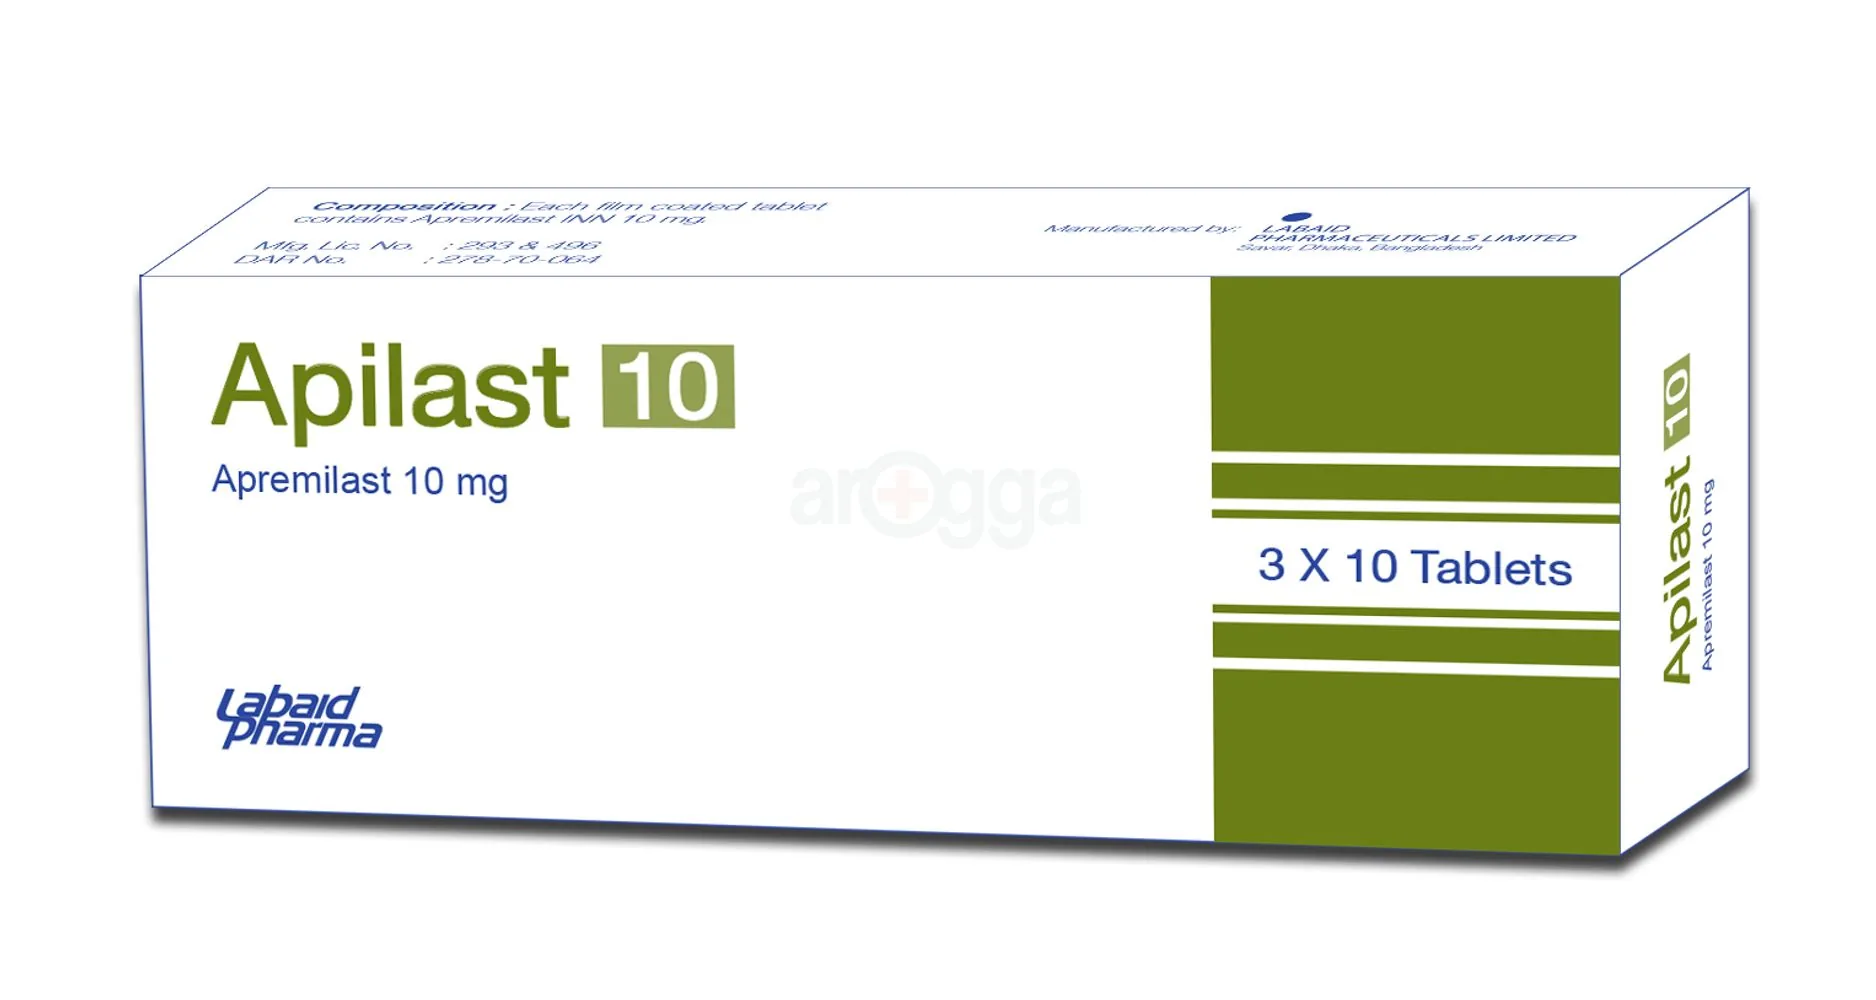 Composition : Each film coated tablet
contains Apremilast INN 10 mg.
Mfg. Lic. No. : 293 & 496
DAR No. : 278-70-064
Manufactured by:
LABAID
PHARMACEUTICALS LIMITED
Savar, Dhaka, Bangladesh
Apilast 10
Apremilast 10 mg
arogga
3 X 10 Tablets
Labaid
Pharma
Apilast 10
Apremilast 10 mg